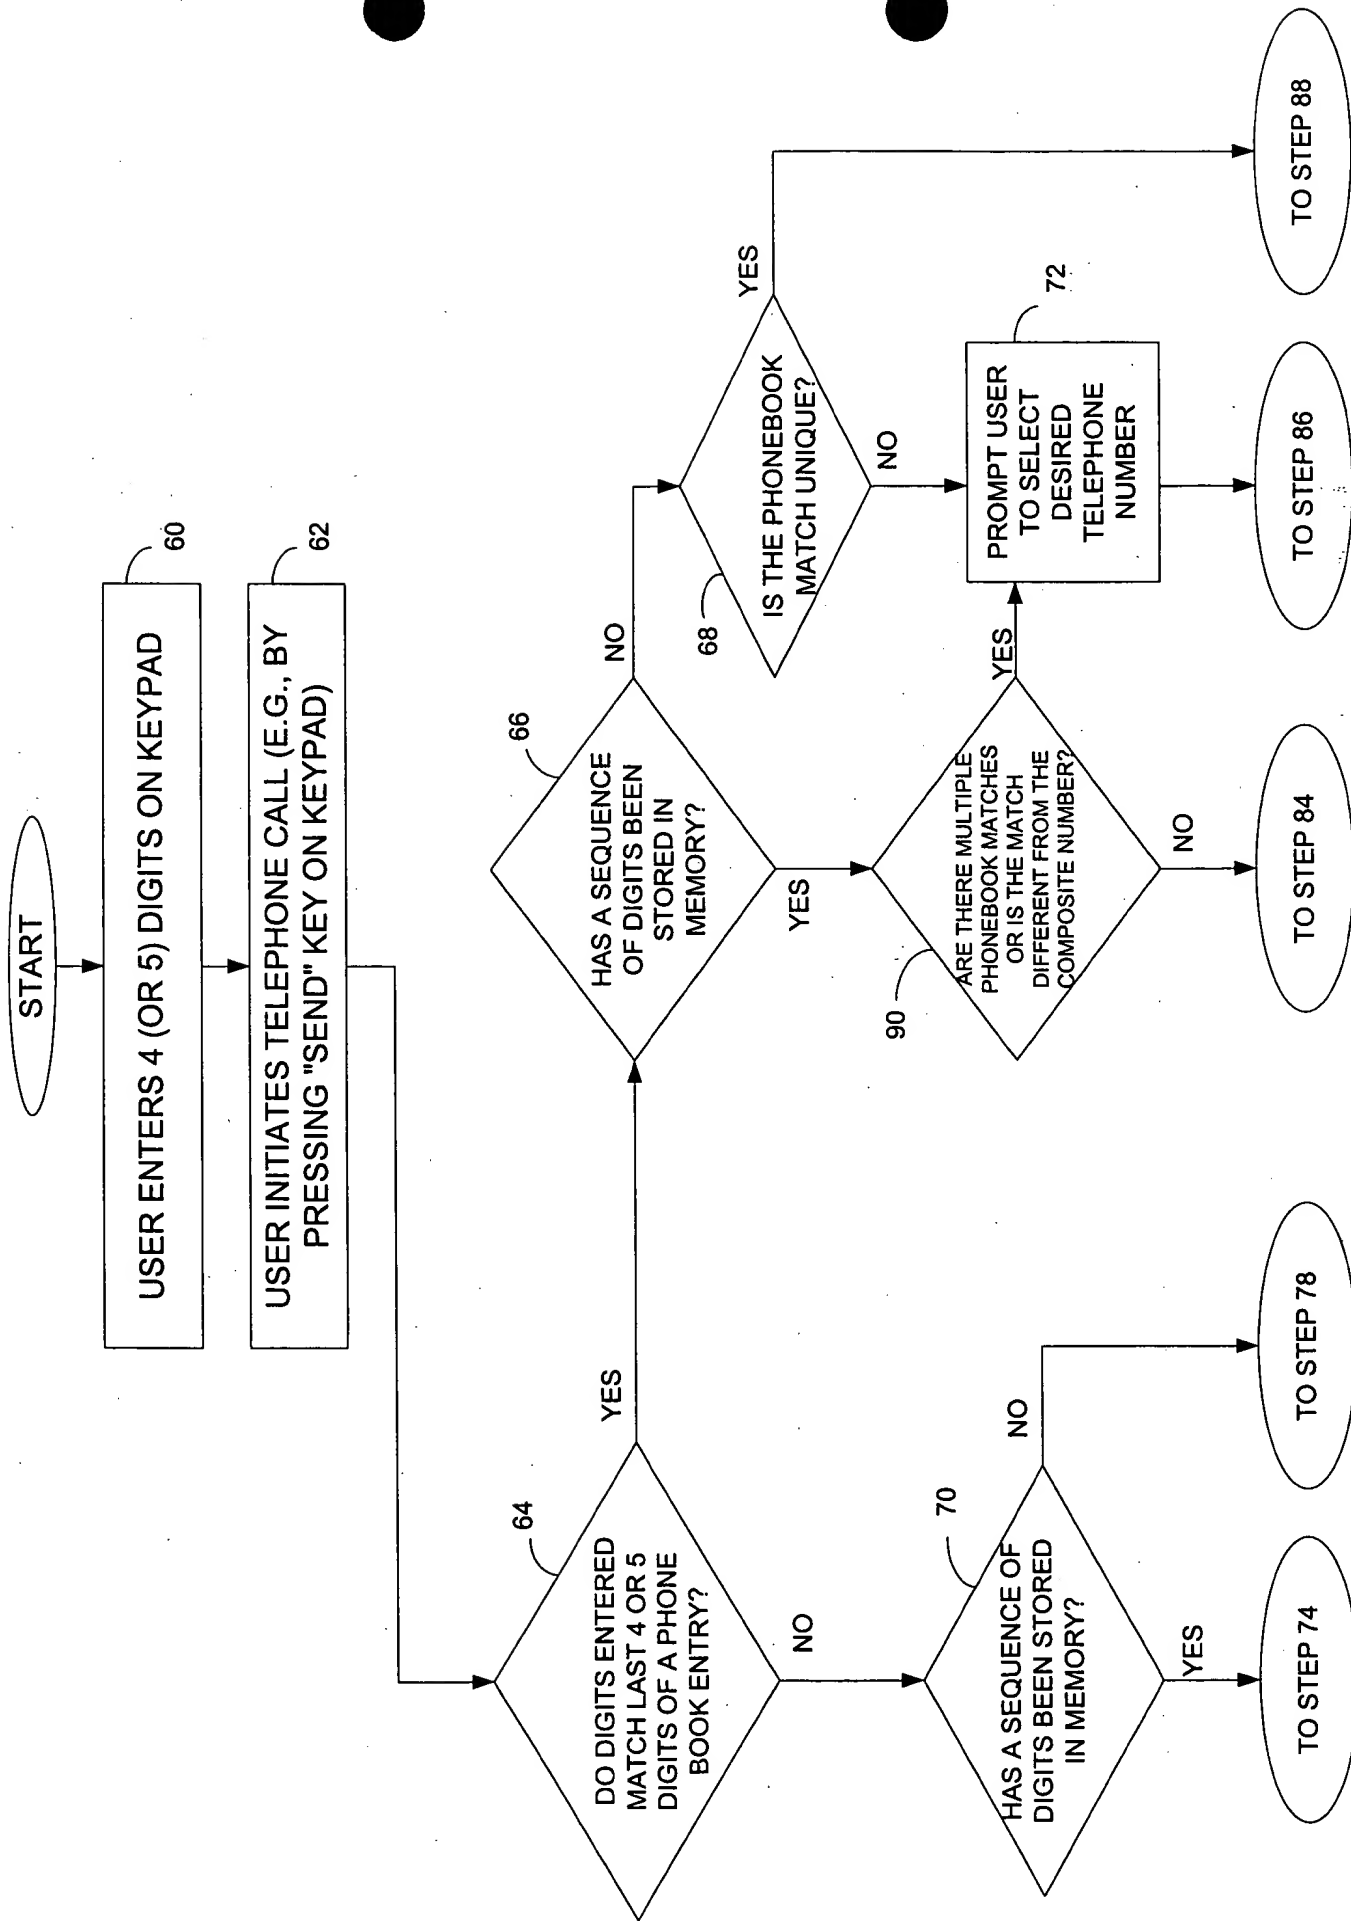 START
USER ENTERS 4 (OR 5) DIGITS ON KEYPAD
60
USER INITIATES TELEPHONE CALL (E.G., BY
PRESSING "SEND" KEY ON KEYPAD)
62
DO DIGITS ENTERED
MATCH LAST 4 OR 5
DIGITS OF A PHONE
BOOK ENTRY?
64
YES
NO
HAS A SEQUENCE
OF DIGITS BEEN
STORED IN
MEMORY?
66
NO
YES
IS THE PHONEBOOK
MATCH UNIQUE?
68
YES
NO
HAS A SEQUENCE OF
DIGITS BEEN STORED
IN MEMORY?
70
NO
YES
ARE THERE MULTIPLE
PHONEBOOK MATCHES
OR IS THE MATCH
DIFFERENT FROM THE
COMPOSITE NUMBER?
90
YES
NO
PROMPT USER
TO SELECT
DESIRED
TELEPHONE
NUMBER
72
TO STEP 74
TO STEP 78
TO STEP 84
TO STEP 86
TO STEP 88